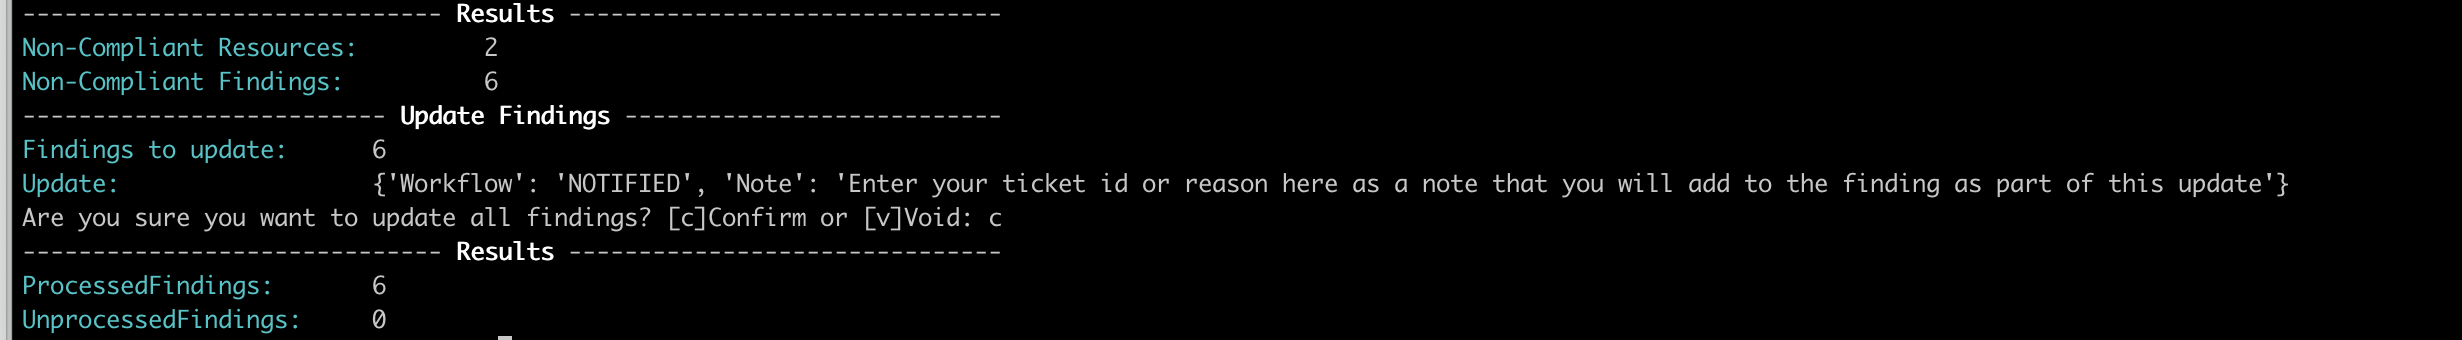 ------------------------------ Results -------------------------------
Non-Compliant Resources:         2
Non-Compliant Findings:          6
-------------------------- Update Findings ---------------------------
Findings to update:      6
Update:                  {'Workflow': 'NOTIFIED', 'Note': 'Enter your ticket id or reason here as a note that you will add to the finding as part of this update'}
Are you sure you want to update all findings? [c]Confirm or [v]Void: c
------------------------------ Results -------------------------------
ProcessedFindings:       6
UnprocessedFindings:     0